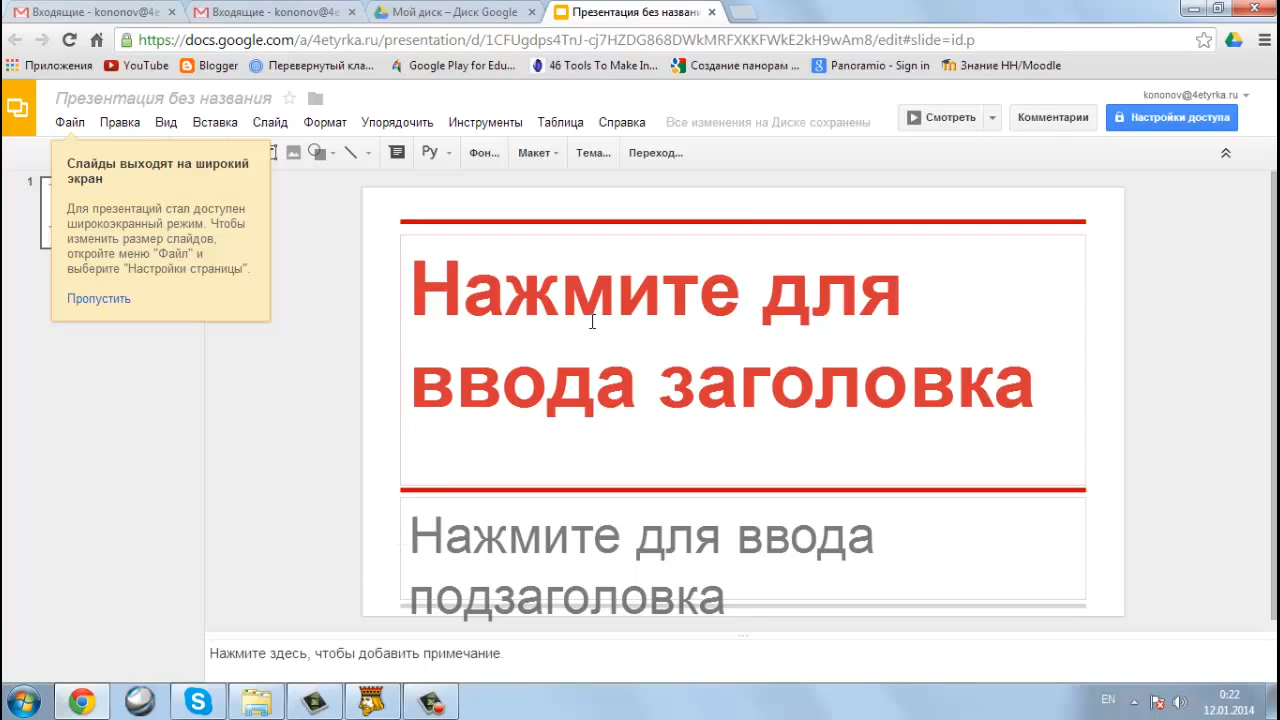 Входящие - kononov@4e
Входящие - kononov@4e
Мой диск – Диск Google
Презентация без названи
https://docs.google.com/a/4etyrka.ru/presentation/d/1CFUgdps4TnJ-cj7HZDG868DWkMRFXKKFWkE2kH9wAm8/edit#slide=id.p
Приложения
YouTube
Blogger
Перевернутый кла...
Google Play for Edu...
46 Tools To Make In...
Создание панорам ...
Panoramio - Sign in
Знание НН/Moodle
Презентация без названия
kononov@4etyrka.ru
Файл Правка Вид Вставка Слайд Формат Упорядочить Инструменты Таблица Справка Все изменения на Диске сохранены
Смотреть
Комментарии
Настройки доступа
Ру
Фон...
Макет
Тема...
Переход...
Слайды выходят на широкий
экран
Для презентаций стал доступен
широкоэкранный режим. Чтобы
изменить размер слайдов,
откройте меню "Файл" и
выберите "Настройки страницы".
Пропустить
1
Нажмите для
ввода заголовка
Нажмите для ввода
подзаголовка
Нажмите здесь, чтобы добавить примечание.
EN
0:22
12.01.2014